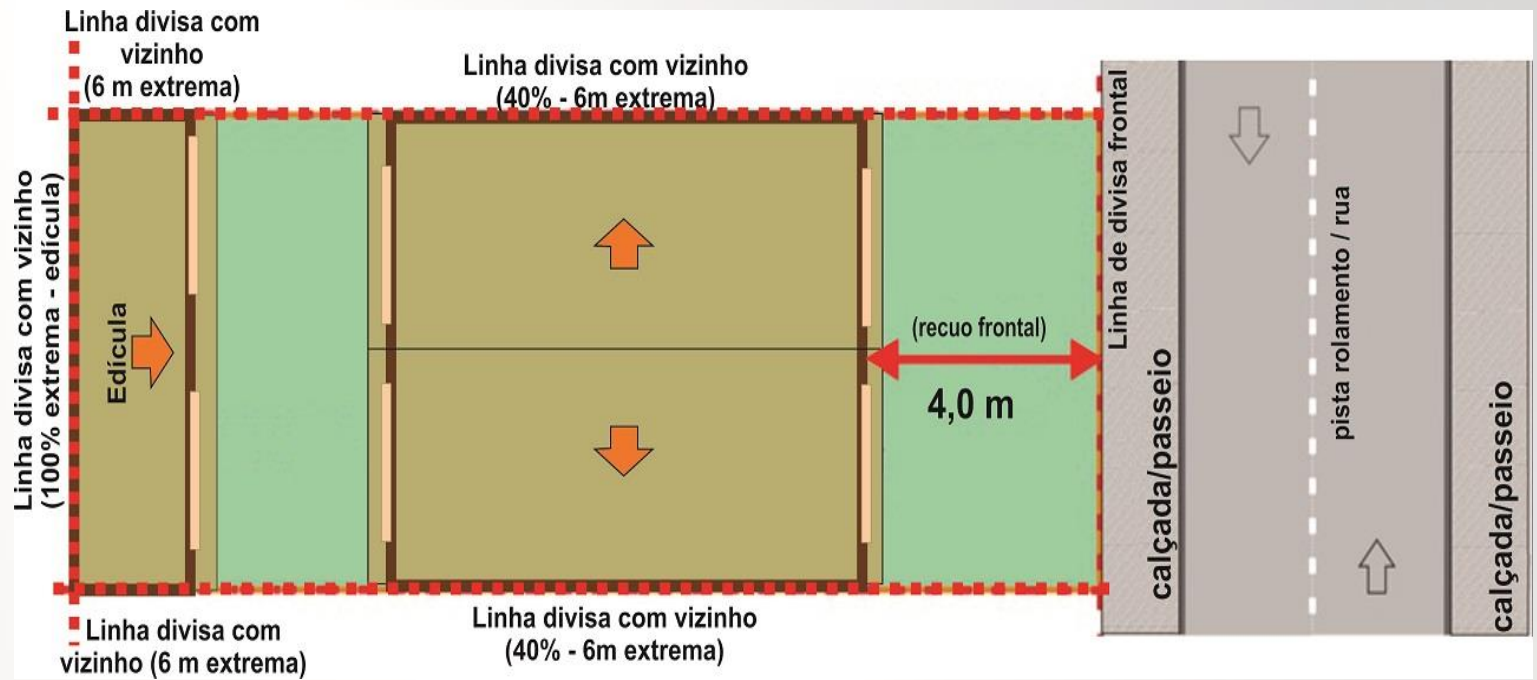 Linha divisa com
vizinho
(6 m extrema)
Linha divisa com vizinho
(40% - 6m extrema)
Linha divisa com vizinho
(100% extrema - edícula)
Edícula
(recuo frontal)
4,0 m
Linha de divisa frontal
calçada/passeio
pista rolamento / rua
calçada/passeio
Linha divisa com
vizinho (6 m extrema)
Linha divisa com vizinho
(40% - 6m extrema)